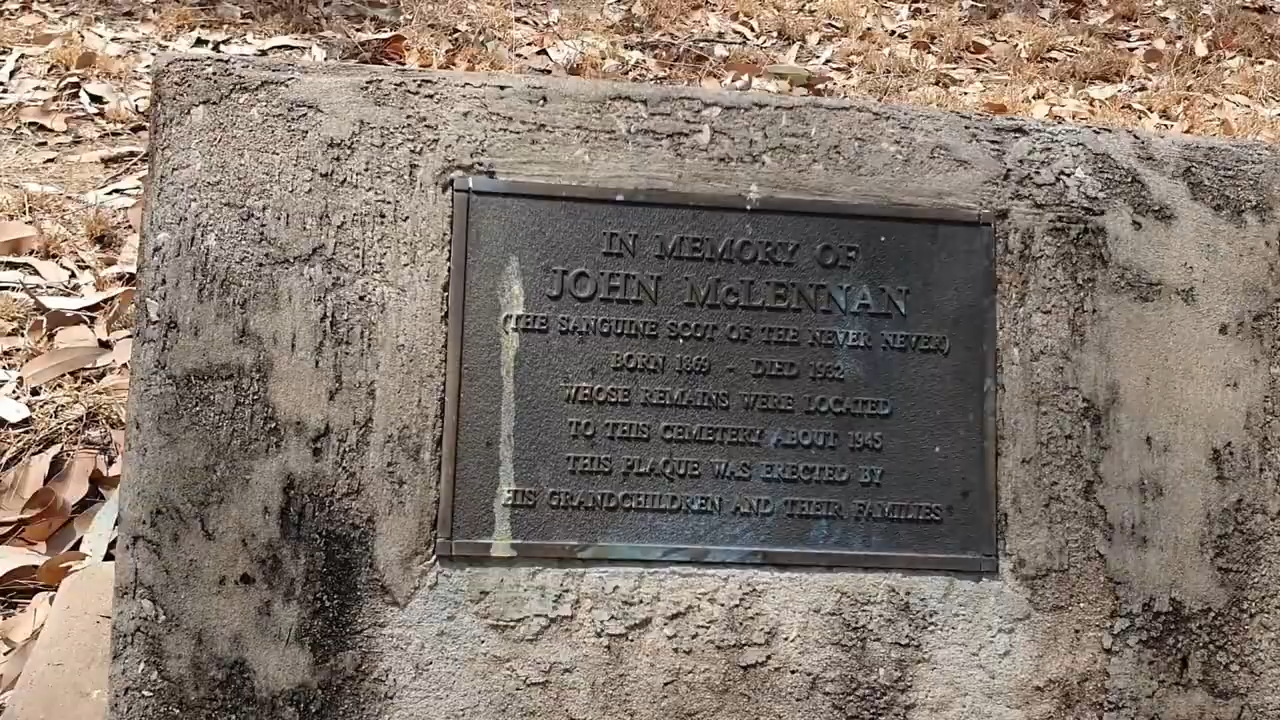 IN MEMORY OF
JOHN McLENNAN
(THE SANGUINE SCOT OF THE NEVER NEVER)
BORN 1869 - DIED 1932
WHOSE REMAINS WERE LOCATED
TO THIS CEMETERY ABOUT 1945
THIS PLAQUE WAS ERECTED BY
HIS GRANDCHILDREN AND THEIR FAMILIES